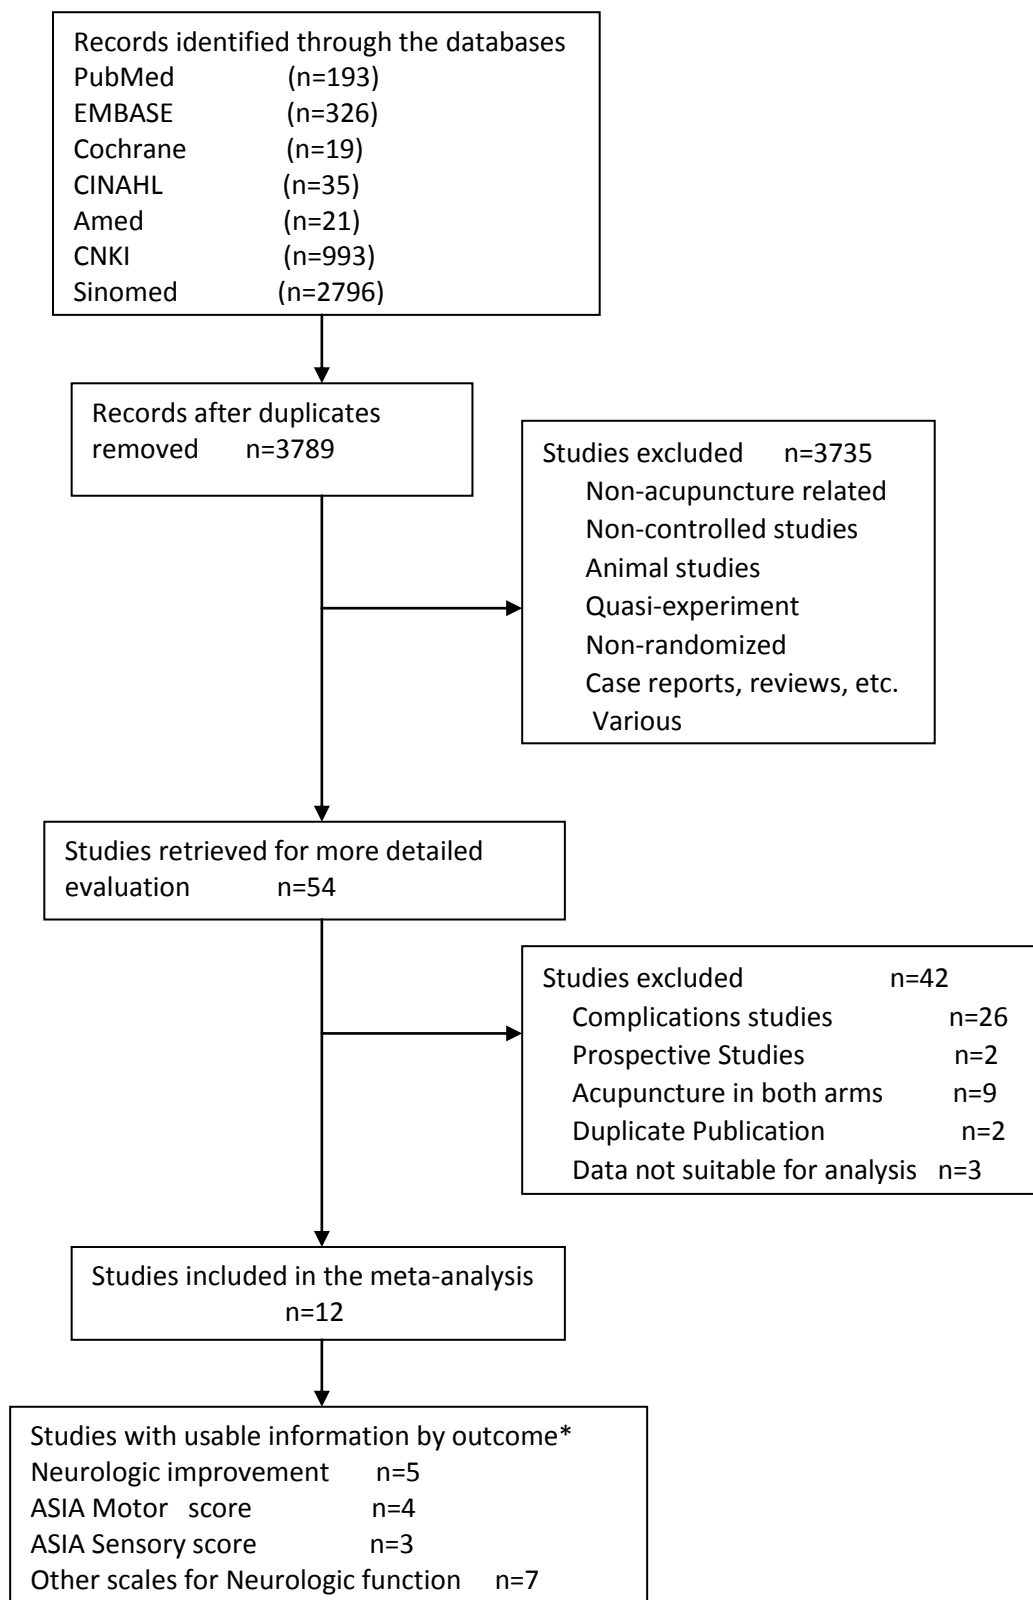 Records identified through the databases
PubMed (n=193)
EMBASE (n=326)
Cochrane (n=19)
CINAHL (n=35)
Amed (n=21)
CNKI (n=993)
Sinomed (n=2796)
Records after duplicates
removed n=3789
Studies excluded n=3735
Non-acupuncture related
Non-controlled studies
Animal studies
Quasi-experiment
Non-randomized
Case reports, reviews, etc.
Various
Studies retrieved for more detailed
evaluation n=54
Studies excluded n=42
Complications studies n=26
Prospective Studies n=2
Acupuncture in both arms n=9
Duplicate Publication n=2
Data not suitable for analysis n=3
Studies included in the meta-analysis
n=12
Studies with usable information by outcome*
Neurologic improvement n=5
ASIA Motor score n=4
ASIA Sensory score n=3
Other scales for Neurologic function n=7